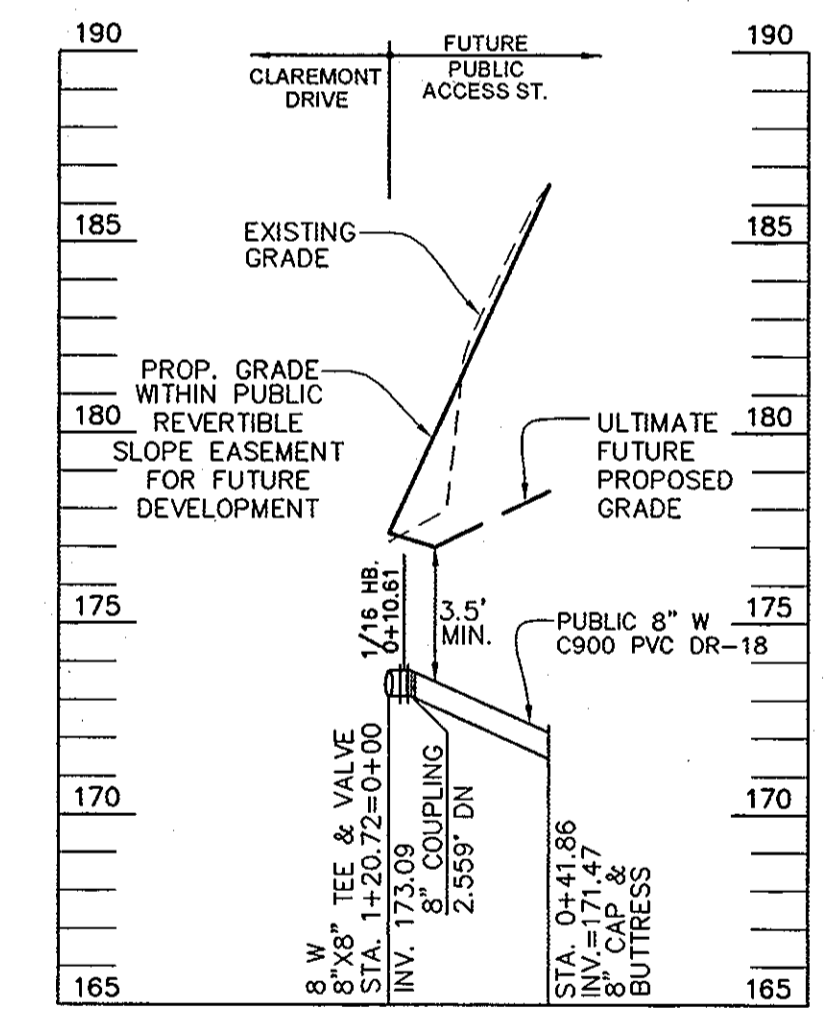 190
190
FUTURE
CLAREMONT
DRIVE
PUBLIC
ACCESS ST.
185
185
EXISTING
GRADE
PROP. GRADE
WITHIN PUBLIC
REVERTIBLE
SLOPE EASEMENT
FOR FUTURE
DEVELOPMENT
180
180
ULTIMATE
FUTURE
PROPOSED
GRADE
175
175
1/16 HB.
0+10.61
3.5'
MIN.
PUBLIC 8" W
C900 PVC DR-18
170
170
8 W
8"X8" TEE & VALVE
STA. 1+20.72=0+00
INV. 173.09
8" COUPLING
2.559° DN
STA. 0+41.86
INV.=171.47
8" CAP &
BUTTRESS
165
165